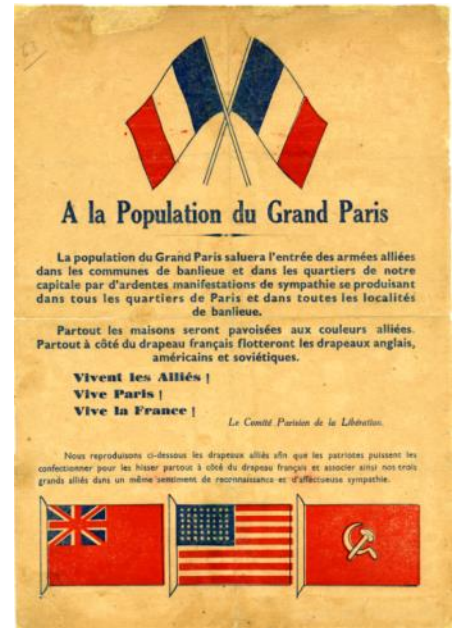 A la Population du Grand Paris
La population du Grand Paris saluera l'entrée des armées alliées
dans les communes de banlieue et dans les quartiers de notre
capitale par d'ardentes manifestations de sympathie se produisant
dans tous les quartiers de Paris et dans toutes les localités
de banlieue.
Partout les maisons seront pavoisées aux couleurs alliées.
Partout à côté du drapeau français flotteront les drapeaux anglais,
américains et soviétiques.
Vivent les Alliés !
Vive Paris !
Vive la France !
Le Comité Parisien de la Libération.
Nous reproduisons ci-dessous les drapeaux alliés afin que les patriotes puissent les
confectionner pour les hisser partout à côté du drapeau français et associer ainsi nos trois
grands alliés dans un même sentiment de reconnaissance et d'affectueuse sympathie.